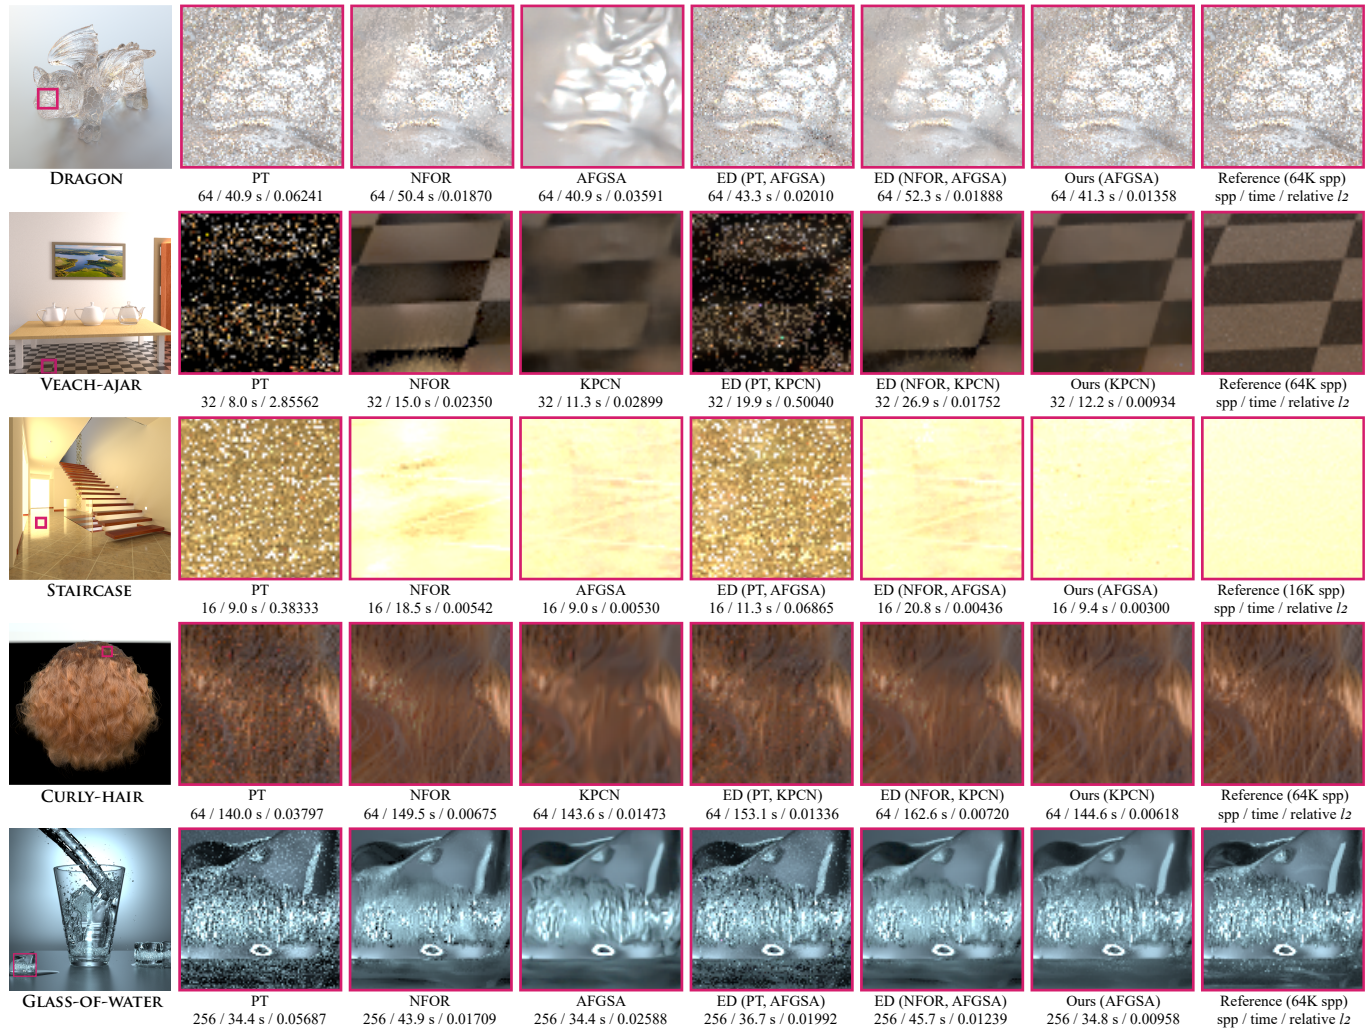 DRAGON
PT
64 / 40.9 s / 0.06241
NFOR
64 / 50.4 s /0.01870
AFGSA
64 / 40.9 s / 0.03591
ED (PT, AFGSA)
64 / 43.3 s / 0.02010
ED (NFOR, AFGSA)
64 / 52.3 s / 0.01888
Ours (AFGSA)
64 / 41.3 s / 0.01358
Reference (64K spp)
spp / time / relative l2
VEACH-AJAR
PT
32 / 8.0 s / 2.85562
NFOR
32 / 15.0 s / 0.02350
KPCN
32 / 11.3 s / 0.02899
ED (PT, KPCN)
32 / 19.9 s / 0.50040
ED (NFOR, KPCN)
32 / 26.9 s / 0.01752
Ours (KPCN)
32 / 12.2 s / 0.00934
Reference (64K spp)
spp / time / relative l2
STAIRCASE
PT
16 / 9.0 s / 0.38333
NFOR
16 / 18.5 s / 0.00542
AFGSA
16 / 9.0 s / 0.00530
ED (PT, AFGSA)
16 / 11.3 s / 0.06865
ED (NFOR, AFGSA)
16 / 20.8 s / 0.00436
Ours (AFGSA)
16 / 9.4 s / 0.00300
Reference (16K spp)
spp / time / relative l2
CURLY-HAIR
PT
64 / 140.0 s / 0.03797
NFOR
64 / 149.5 s / 0.00675
KPCN
64 / 143.6 s / 0.01473
ED (PT, KPCN)
64 / 153.1 s / 0.01336
ED (NFOR, KPCN)
64 / 162.6 s / 0.00720
Ours (KPCN)
64 / 144.6 s / 0.00618
Reference (64K spp)
spp / time / relative l2
GLASS-OF-WATER
PT
256 / 34.4 s / 0.05687
NFOR
256 / 43.9 s / 0.01709
AFGSA
256 / 34.4 s / 0.02588
ED (PT, AFGSA)
256 / 36.7 s / 0.01992
ED (NFOR, AFGSA)
256 / 45.7 s / 0.01239
Ours (AFGSA)
256 / 34.8 s / 0.00958
Reference (64K spp)
spp / time / relative l2